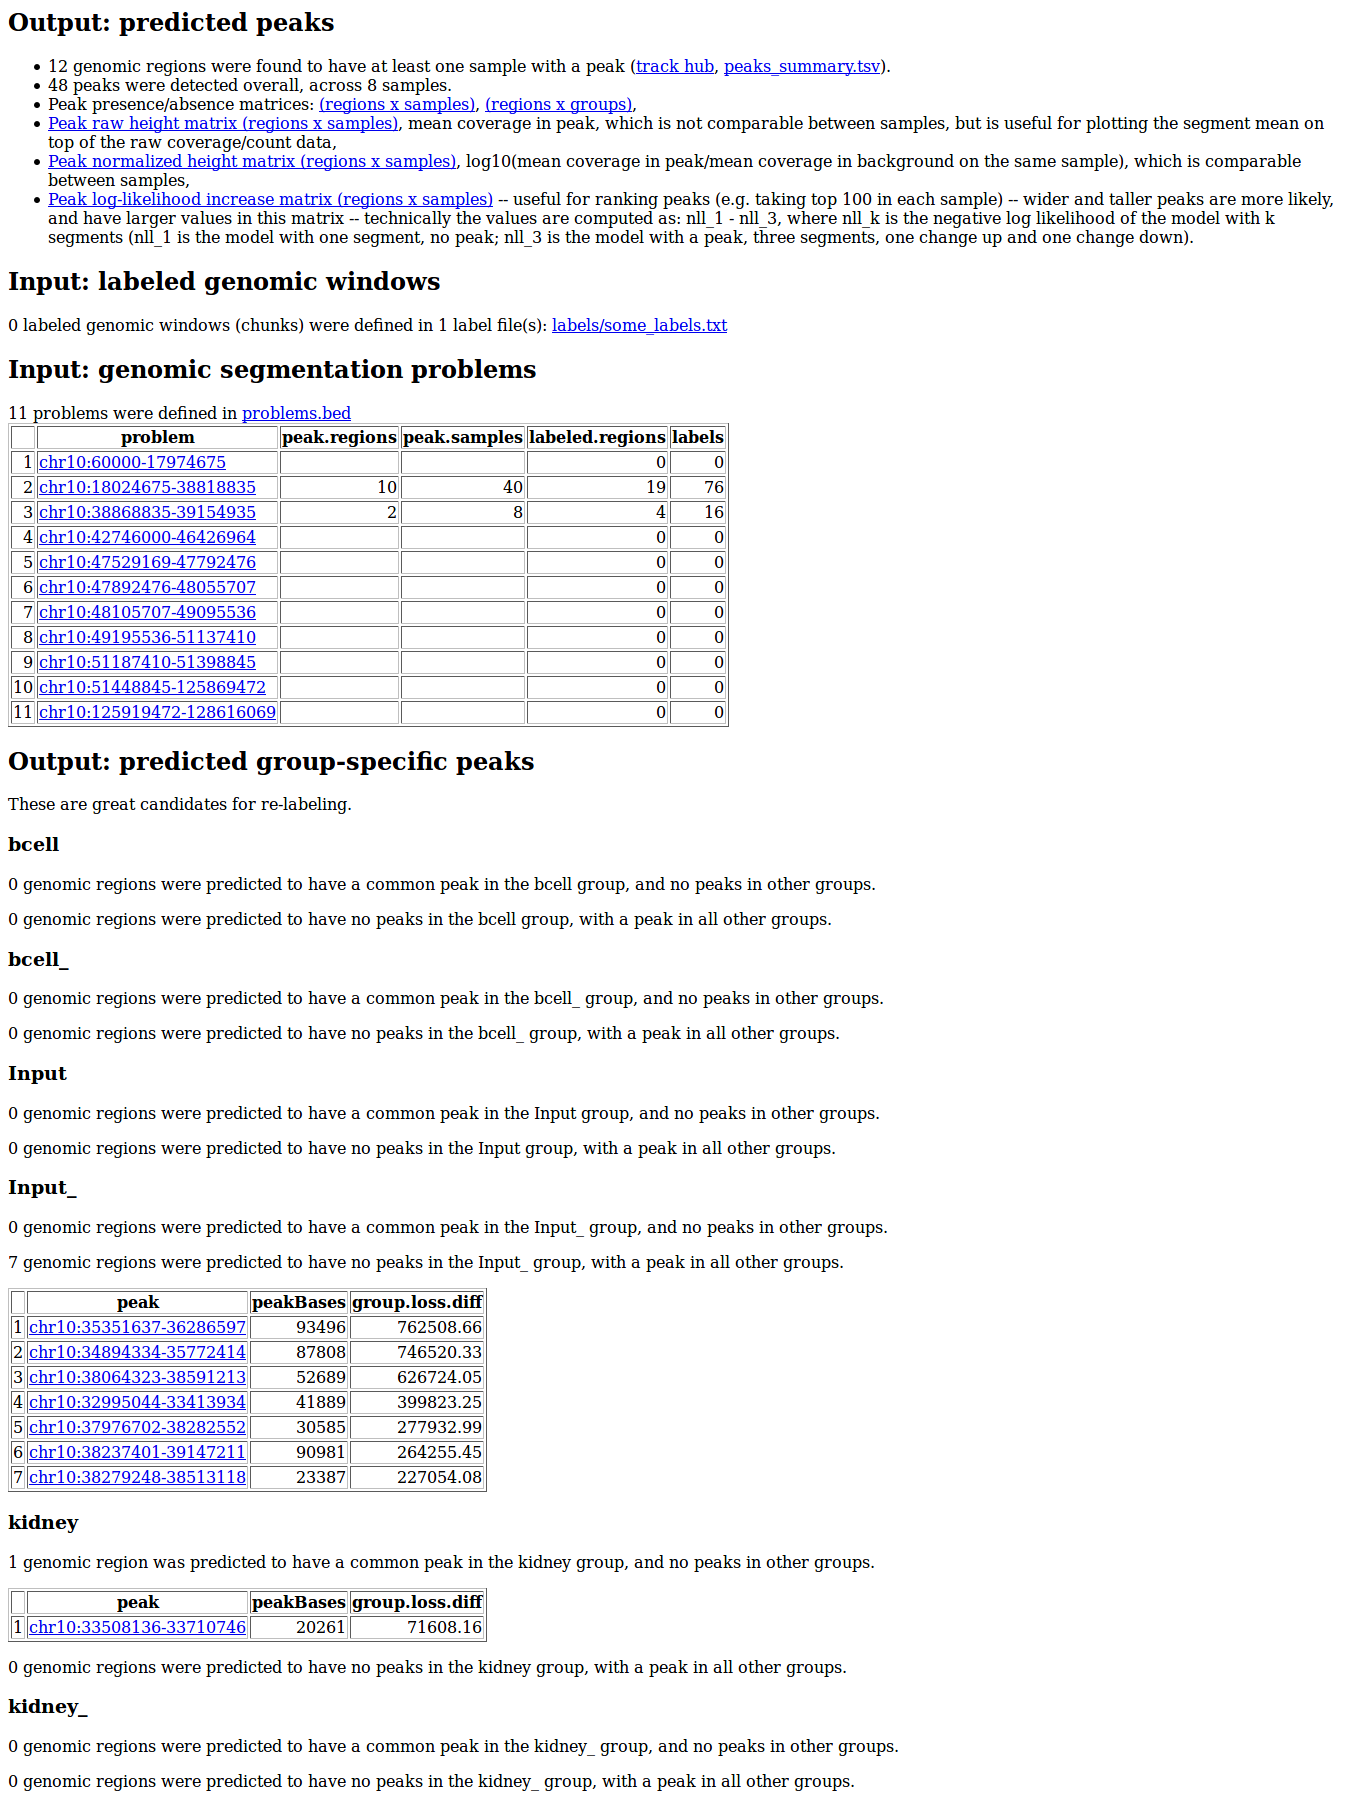 Output: predicted peaks
• 12 genomic regions were found to have at least one sample with a peak (track hub, peaks_summary.tsv).
• 48 peaks were detected overall, across 8 samples.
• Peak presence/absence matrices: (regions x samples), (regions x groups),
• Peak raw height matrix (regions x samples), mean coverage in peak, which is not comparable between samples, but is useful for plotting the segment mean on
top of the raw coverage/count data,
• Peak normalized height matrix (regions x samples), log10(mean coverage in peak/mean coverage in background on the same sample), which is comparable
between samples,
• Peak log-likelihood increase matrix (regions x samples) -- useful for ranking peaks (e.g. taking top 100 in each sample) -- wider and taller peaks are more likely,
and have larger values in this matrix -- technically the values are computed as: nll_1 - nll_3, where nll_k is the negative log likelihood of the model with k
segments (nll_1 is the model with one segment, no peak; nll_3 is the model with a peak, three segments, one change up and one change down).
Input: labeled genomic windows
0 labeled genomic windows (chunks) were defined in 1 label file(s): labels/some_labels.txt
Input: genomic segmentation problems
11 problems were defined in problems.bed
problem peak.regions peak.samples labeled.regions labels
1 chr10:60000-17974675 0 0
2 chr10:18024675-38818835 10 40 19 76
3 chr10:38868835-39154935 2 8 4 16
4 chr10:42746000-46426964 0 0
5 chr10:47529169-47792476 0 0
6 chr10:47892476-48055707 0 0
7 chr10:48105707-49095536 0 0
8 chr10:49195536-51137410 0 0
9 chr10:51187410-51398845 0 0
10 chr10:51448845-125869472 0 0
11 chr10:125919472-128616069 0 0
Output: predicted group-specific peaks
These are great candidates for re-labeling.
bcell
0 genomic regions were predicted to have a common peak in the bcell group, and no peaks in other groups.
0 genomic regions were predicted to have no peaks in the bcell group, with a peak in all other groups.
bcell_
0 genomic regions were predicted to have a common peak in the bcell_ group, and no peaks in other groups.
0 genomic regions were predicted to have no peaks in the bcell_ group, with a peak in all other groups.
Input
0 genomic regions were predicted to have a common peak in the Input group, and no peaks in other groups.
0 genomic regions were predicted to have no peaks in the Input group, with a peak in all other groups.
Input_
0 genomic regions were predicted to have a common peak in the Input_ group, and no peaks in other groups.
7 genomic regions were predicted to have no peaks in the Input_ group, with a peak in all other groups.
peak peakBases group.loss.diff
1 chr10:35351637-36286597 93496 762508.66
2 chr10:34894334-35772414 87808 746520.33
3 chr10:38064323-38591213 52689 626724.05
4 chr10:32995044-33413934 41889 399823.25
5 chr10:37976702-38282552 30585 277932.99
6 chr10:38237401-39147211 90981 264255.45
7 chr10:38279248-38513118 23387 227054.08
kidney
1 genomic region was predicted to have a common peak in the kidney group, and no peaks in other groups.
peak peakBases group.loss.diff
1 chr10:33508136-33710746 20261 71608.16
0 genomic regions were predicted to have no peaks in the kidney group, with a peak in all other groups.
kidney_
0 genomic regions were predicted to have a common peak in the kidney_ group, and no peaks in other groups.
0 genomic regions were predicted to have no peaks in the kidney_ group, with a peak in all other groups.